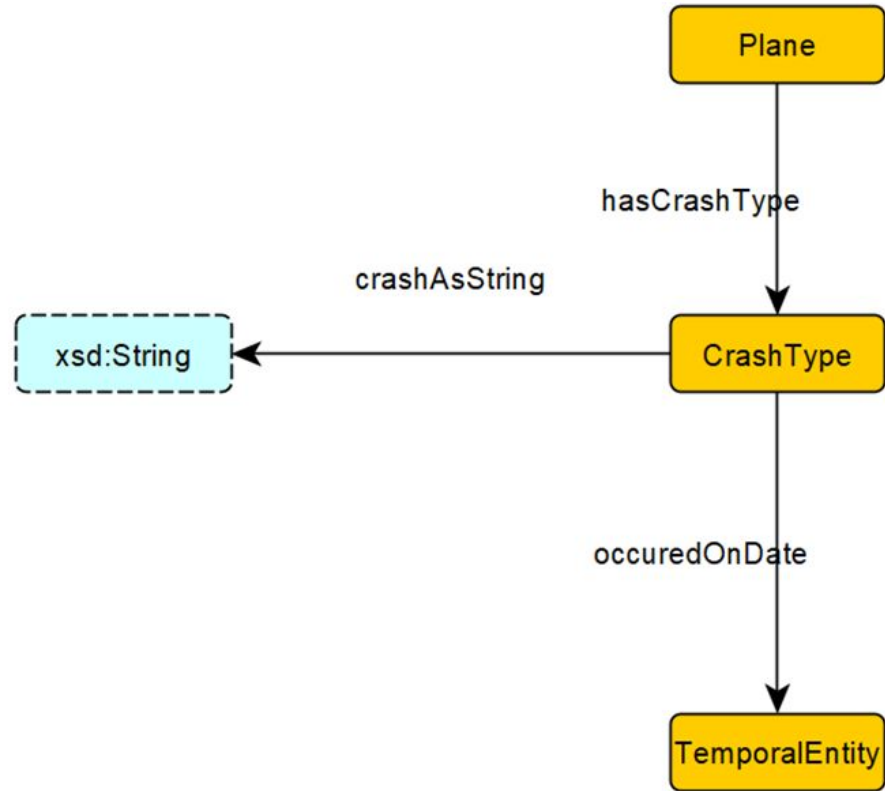 Plane
hasCrashType
crashAsString
xsd:String
CrashType
occuredOnDate
TemporalEntity